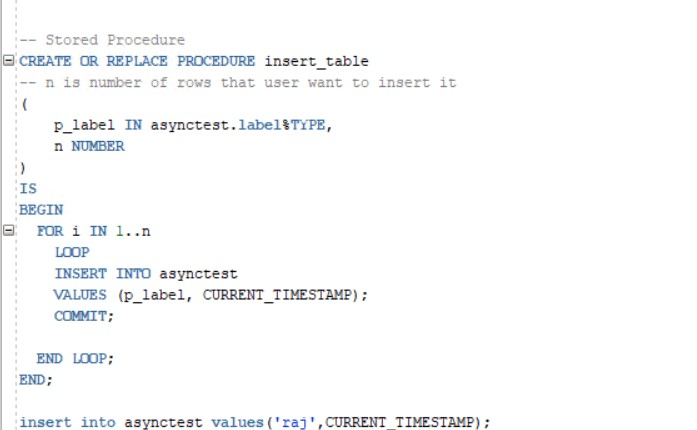 -- Stored Procedure
CREATE OR REPLACE PROCEDURE insert_table
-- n is number of rows that user want to insert it
(
    p_label IN asynctest.label%TYPE,
    n NUMBER
)
IS
BEGIN
  FOR i IN 1..n
    LOOP
    INSERT INTO asynctest
    VALUES (p_label, CURRENT_TIMESTAMP);
    COMMIT;
  END LOOP;
END;
insert into asynctest values('raj',CURRENT_TIMESTAMP);